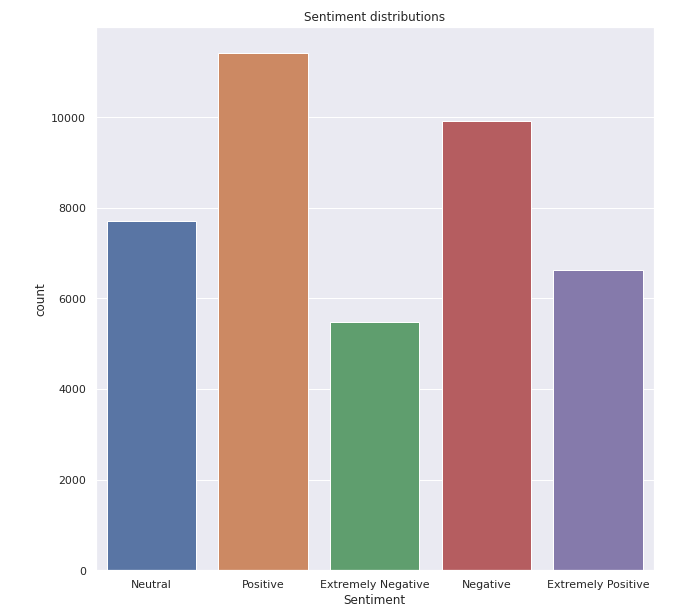 Sentiment distributions
count
10000
8000
6000
4000
2000
0
Neutral Positive Extremely Negative Negative Extremely Positive
Sentiment